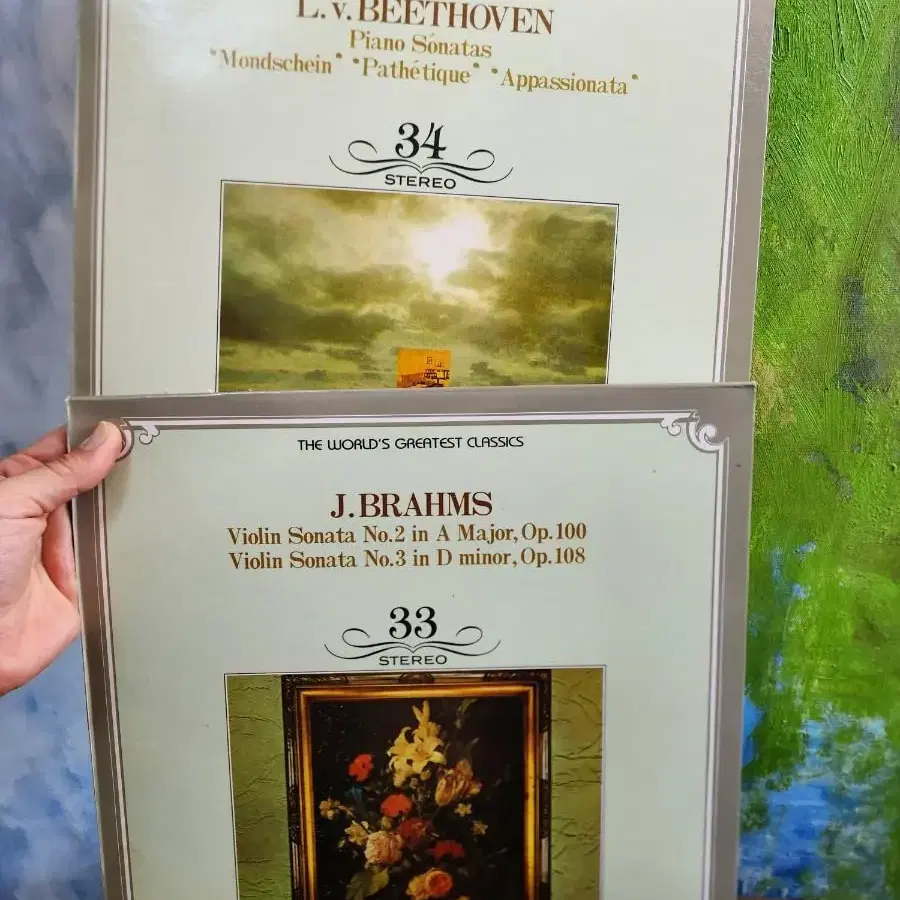 L.v.BEETHOVEN
Piano Sonatas
"Mondschein" "Pathétique" "Appassionata"
34
STEREO
THE WORLD'S GREATEST CLASSICS
J.BRAHMS
Violin Sonata No.2 in A Major, Op.100
Violin Sonata No.3 in D minor, Op.108
33
STEREO